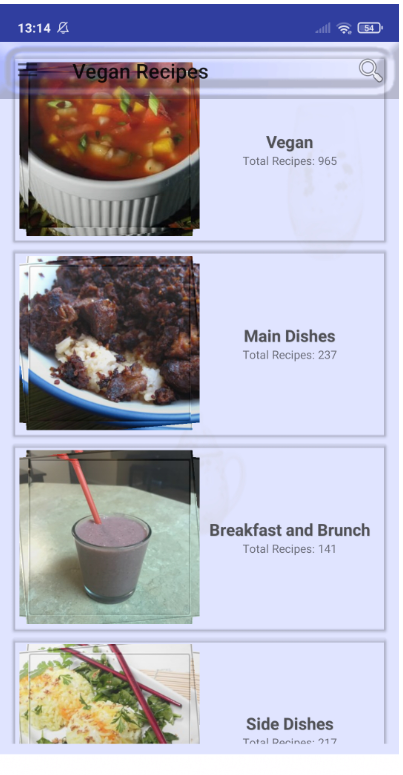 13:14
54
Vegan Recipes
Vegan
Total Recipes: 965
Main Dishes
Total Recipes: 237
Breakfast and Brunch
Total Recipes: 141
Side Dishes
Total Recipes: 217